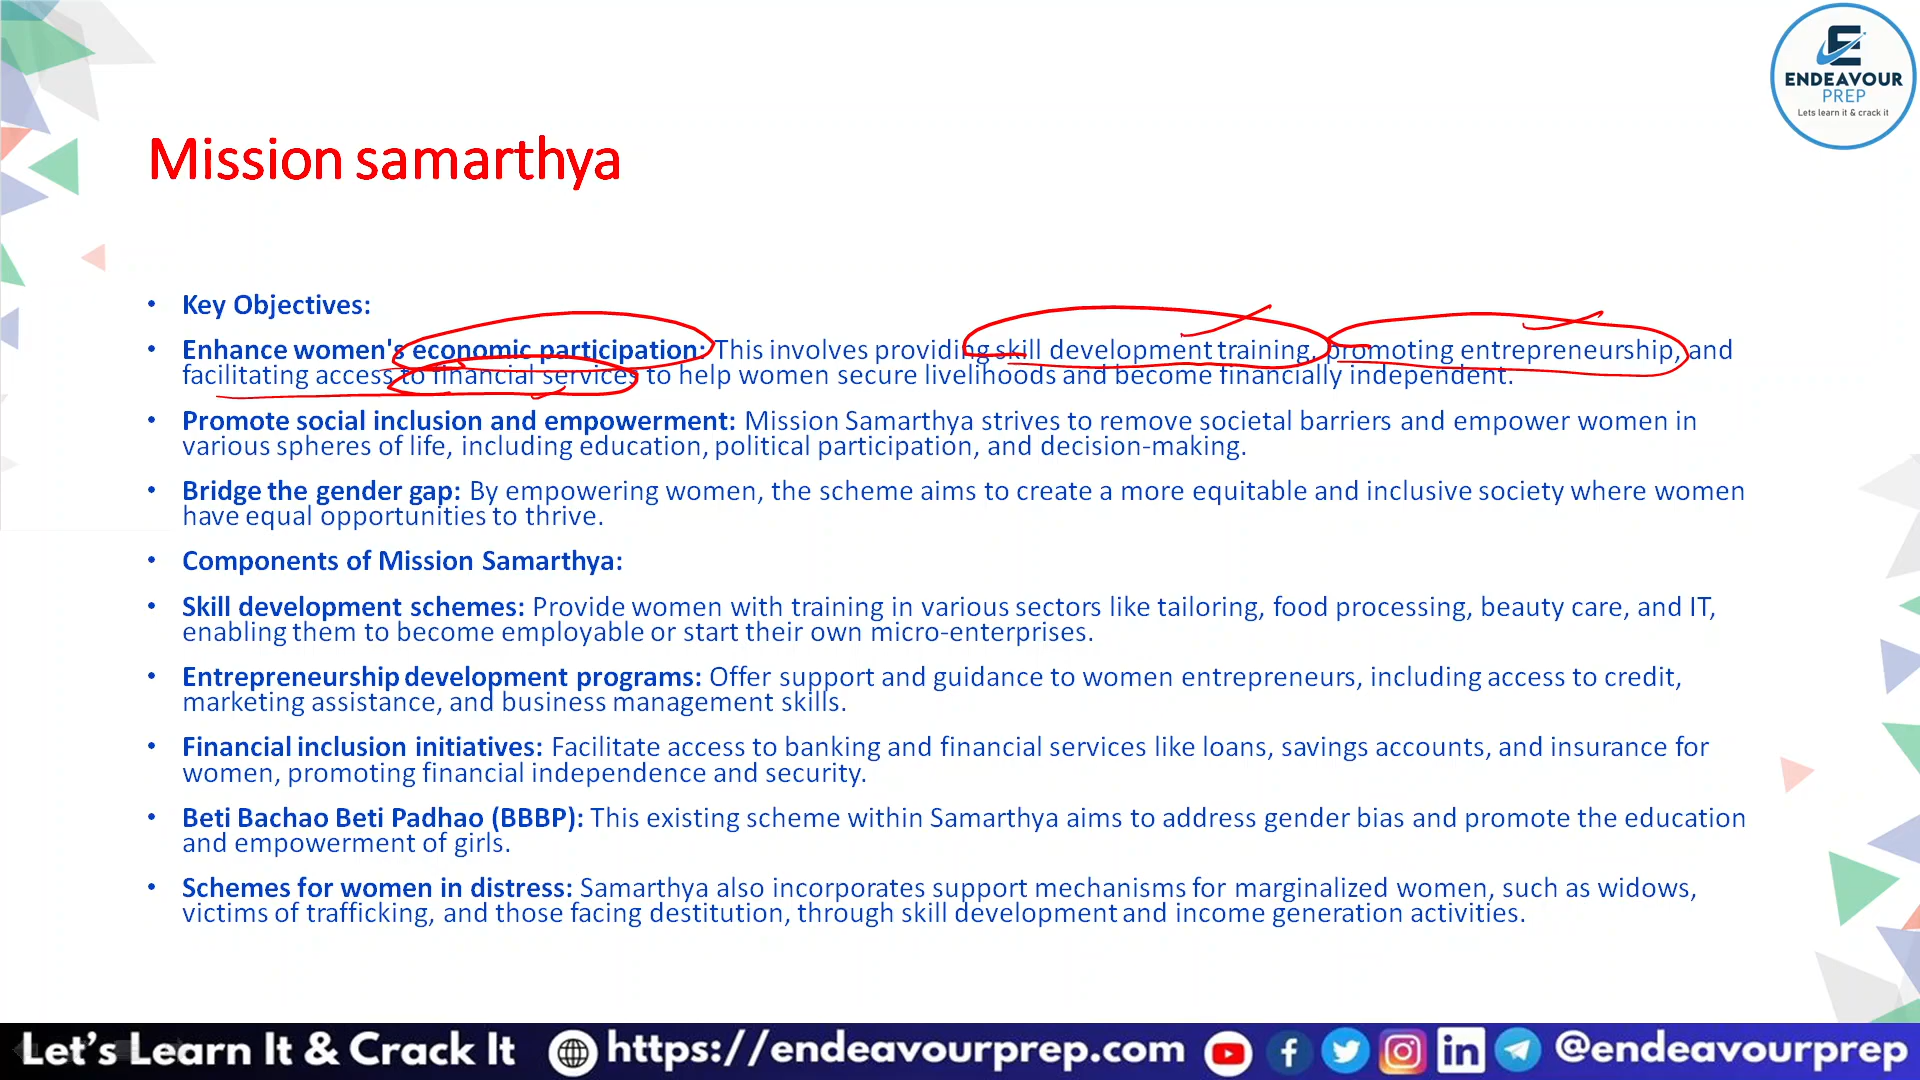 ENDEAVOUR
PREP
Lets learn it & crack it
Mission samarthya
• Key Objectives:
• Enhance women's economic participation: This involves providing skill development training, promoting entrepreneurship, and
facilitating access to financial services to help women secure livelihoods and become financially independent.
• Promote social inclusion and empowerment: Mission Samarthya strives to remove societal barriers and empower women in
various spheres of life, including education, political participation, and decision-making.
• Bridge the gender gap: By empowering women, the scheme aims to create a more equitable and inclusive society where women
have equal opportunities to thrive.
• Components of Mission Samarthya:
• Skill development schemes: Provide women with training in various sectors like tailoring, food processing, beauty care, and IT,
enabling them to become employable or start their own micro-enterprises.
• Entrepreneurship development programs: Offer support and guidance to women entrepreneurs, including access to credit,
marketing assistance, and business management skills.
• Financial inclusion initiatives: Facilitate access to banking and financial services like loans, savings accounts, and insurance for
women, promoting financial independence and security.
• Beti Bachao Beti Padhao (BBBP): This existing scheme within Samarthya aims to address gender bias and promote the education
and empowerment of girls.
• Schemes for women in distress: Samarthya also incorporates support mechanisms for marginalized women, such as widows,
victims of trafficking, and those facing destitution, through skill development and income generation activities.
Let's Learn It & Crack It https://endeavourprep.com @endeavourprep